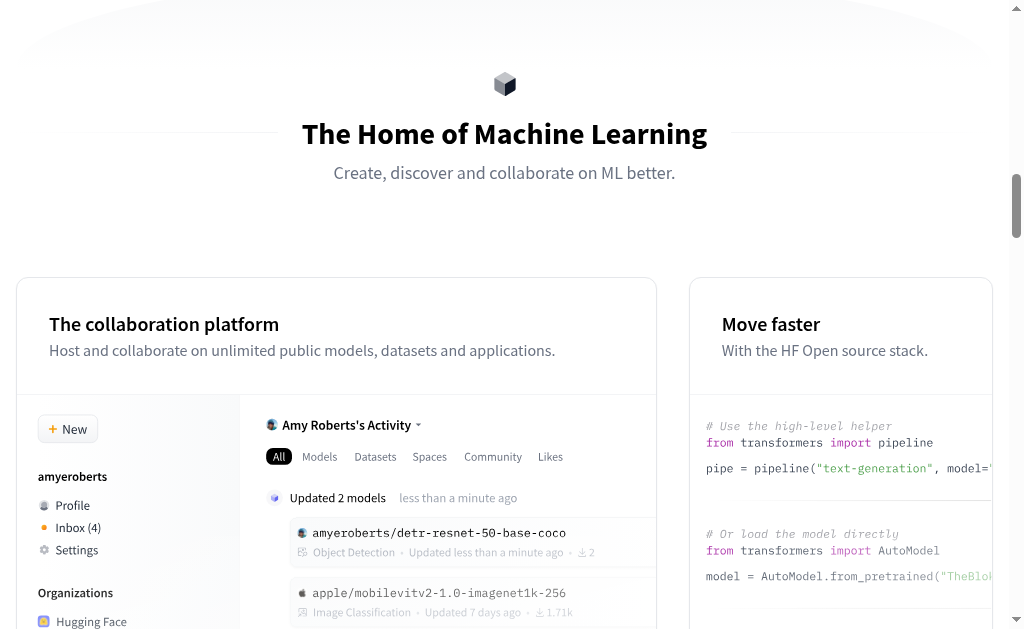 The Home of Machine Learning
Create, discover and collaborate on ML better.
The collaboration platform
Host and collaborate on unlimited public models, datasets and applications.
+ New
amyeroberts
Profile
Inbox (4)
Settings
Organizations
Hugging Face
Amy Roberts's Activity
All Models Datasets Spaces Community Likes
Updated 2 models less than a minute ago
amyeroberts/detr-resnet-50-base-coco
Object Detection • Updated less than a minute ago • 2
apple/mobilevitv2-1.0-imagenet1k-256
Image Classification • Updated 7 days ago • 1.71k
Move faster
With the HF Open source stack.
# Use the high-level helper
from transformers import pipeline
pipe = pipeline("text-generation", model="
# Or load the model directly
from transformers import AutoModel
model = AutoModel.from_pretrained("TheBlok